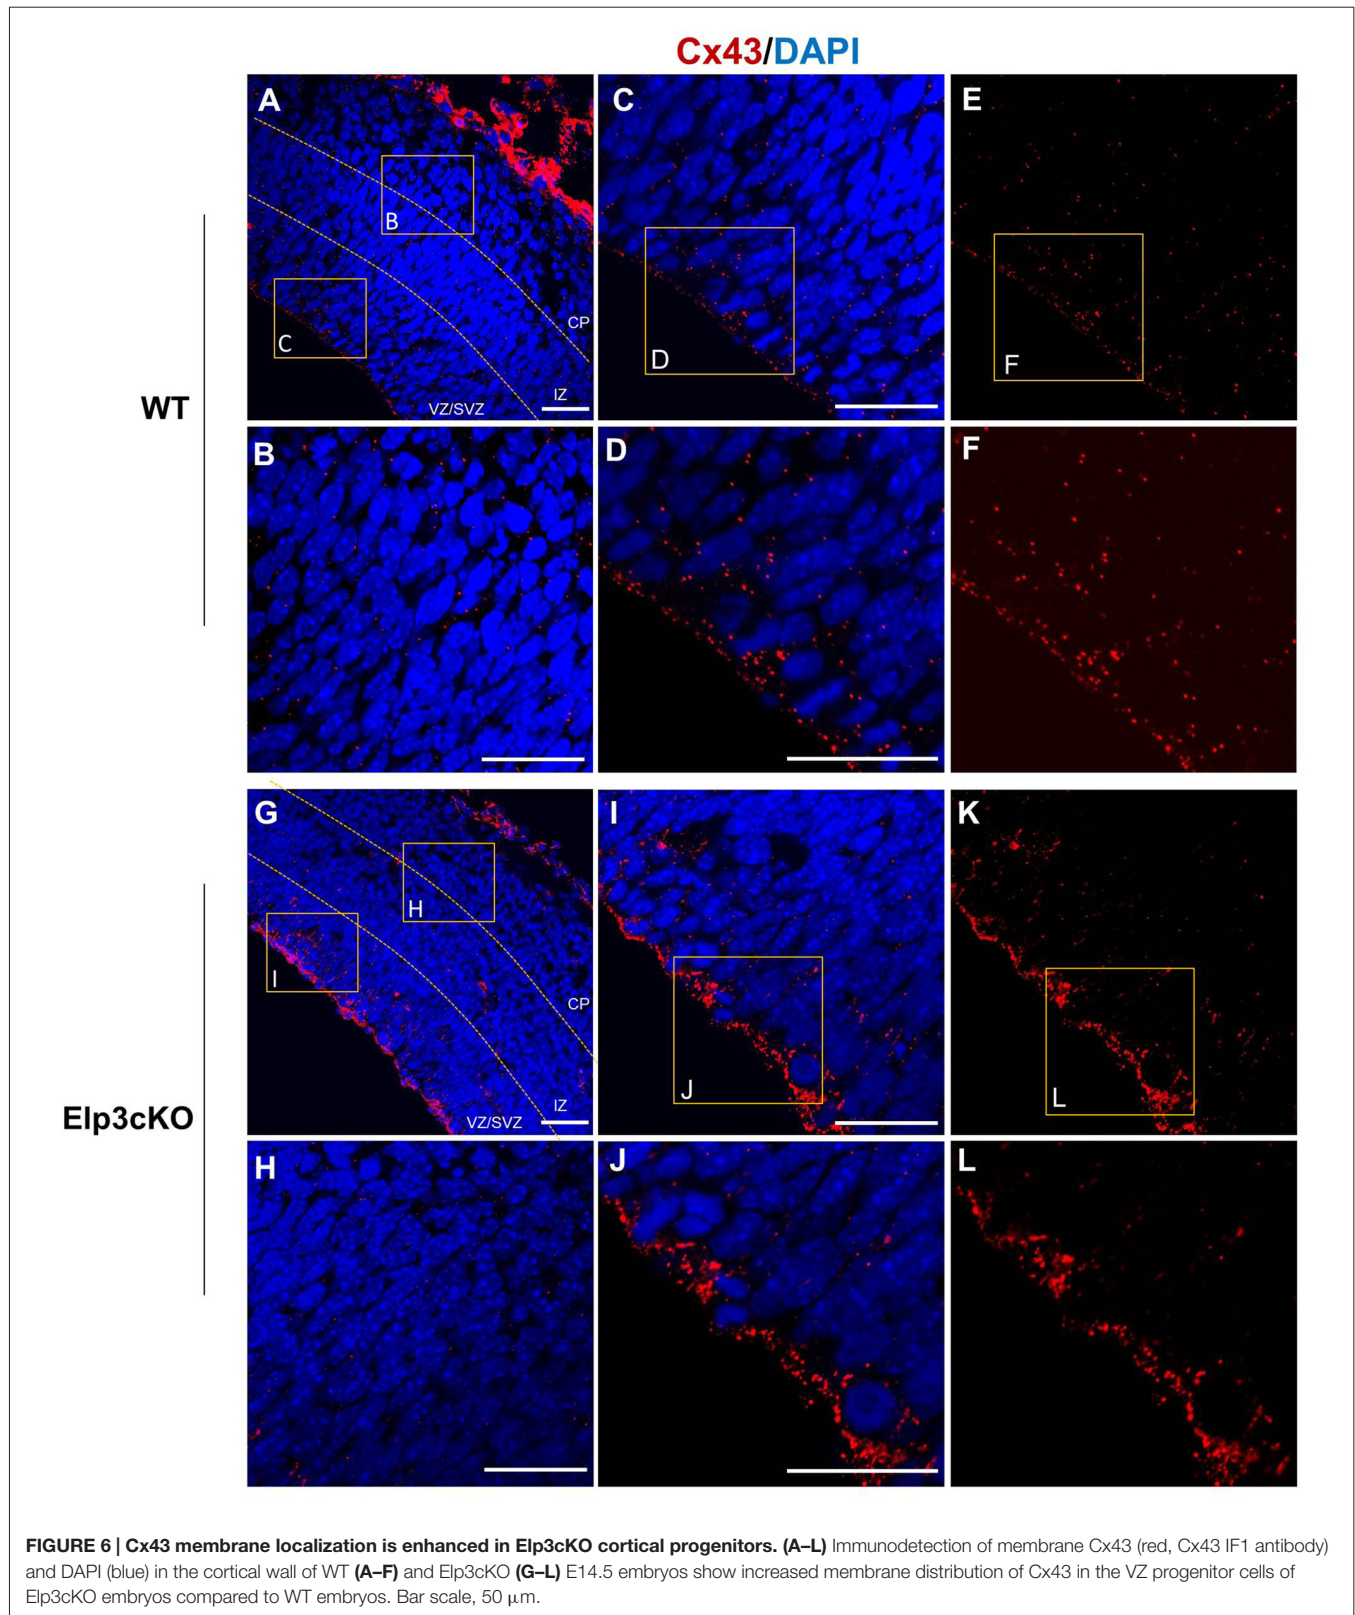 Cx43/DAPI
A
B
C
CP
IZ
VZ/SVZ
C
D
E
F
WT
B
D
F
G
H
I
CP
IZ
VZ/SVZ
I
J
K
L
Elp3cKO
H
J
L
FIGURE 6 | Cx43 membrane localization is enhanced in Elp3cKO cortical progenitors. (A–L) Immunodetection of membrane Cx43 (red, Cx43 IF1 antibody)
and DAPI (blue) in the cortical wall of WT (A–F) and Elp3cKO (G–L) E14.5 embryos show increased membrane distribution of Cx43 in the VZ progenitor cells of
Elp3cKO embryos compared to WT embryos. Bar scale, 50 μm.